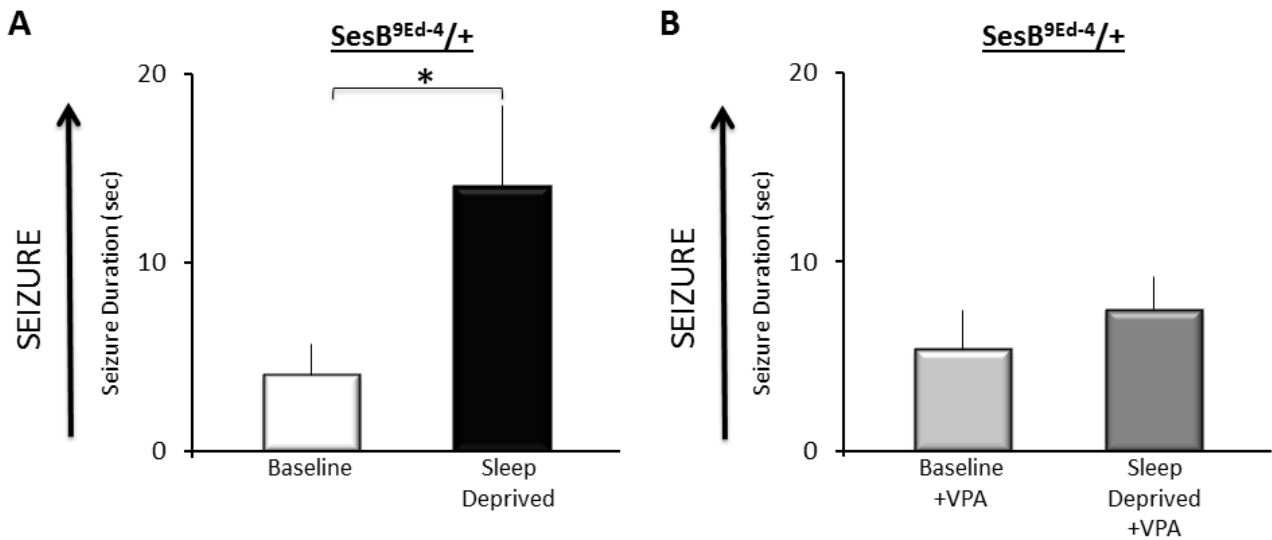 A
SesB9Ed-4/+
*
20
10
0
SEIZURE
Seizure Duration (sec)
Baseline
Sleep
Deprived
B
SesB9Ed-4/+
20
10
0
SEIZURE
Seizure Duration (sec)
Baseline
+VPA
Sleep
Deprived
+VPA